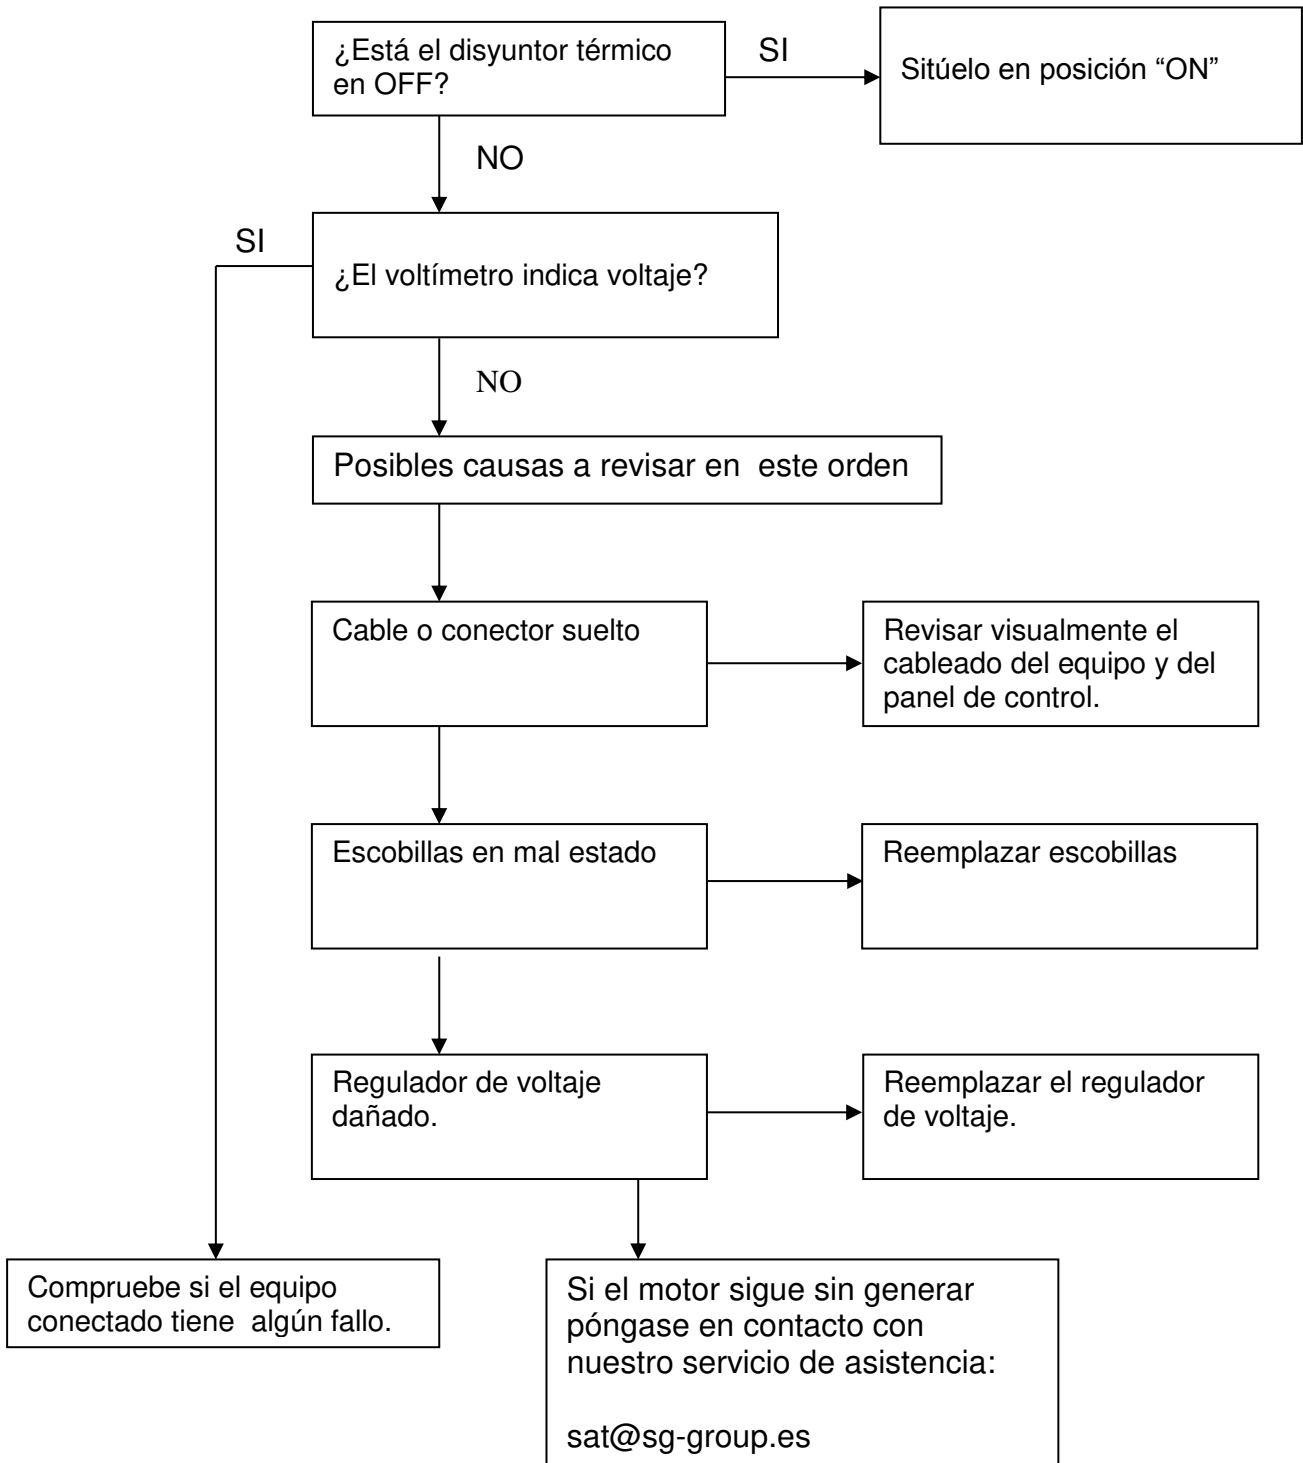 ¿Está el disyuntor térmico
en OFF?
SI
Sitúelo en posición “ON”
NO
SI
¿El voltímetro indica voltaje?
NO
Posibles causas a revisar en  este orden
Cable o conector suelto
Revisar visualmente el
cableado del equipo y del
panel de control.
Escobillas en mal estado
Reemplazar escobillas
Regulador de voltaje
dañado.
Reemplazar el regulador
de voltaje.
Compruebe si el equipo
conectado tiene  algún fallo.
Si el motor sigue sin generar
póngase en contacto con
nuestro servicio de asistencia:
sat@sg-group.es